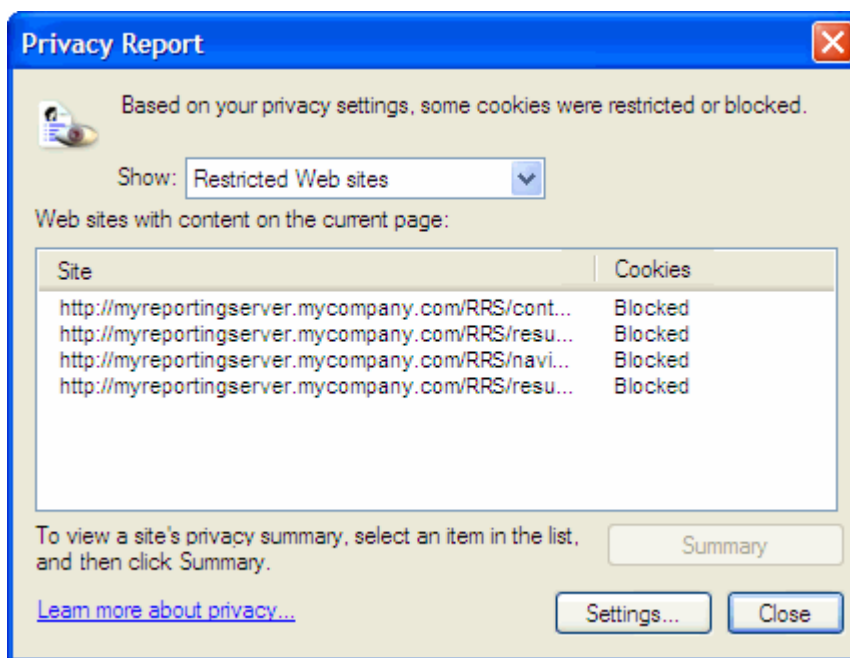 Privacy Report
Based on your privacy settings, some cookies were restricted or blocked.
Show: Restricted Web sites
Web sites with content on the current page:
Site Cookies
http://myreportingserver.mycompany.com/RRS/cont... Blocked
http://myreportingserver.mycompany.com/RRS/resu... Blocked
http://myreportingserver.mycompany.com/RRS/navi... Blocked
http://myreportingserver.mycompany.com/RRS/resu... Blocked
To view a site's privacy summary, select an item in the list,
and then click Summary.
Summary
Learn more about privacy...
Settings... Close